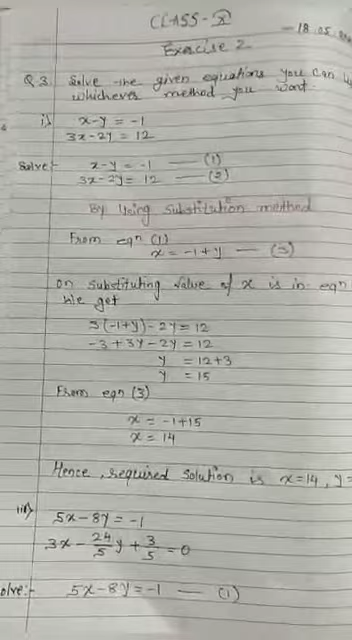 CLASS-X
18.05.
Exercise 2
Q3. Solve the given equations you can
whichever method you want.
i) x-y = -1
3x-2y = 12
Solve:- x-y = -1 — (1)
3x-2y = 12 — (2)
By Using substitution method
From eqn (1)
x = -1+y — (3)
On substituting value of x is in eqn
We get
3(-1+y)-2y=12
-3+3y-2y=12
y = 12+3
y = 15
From eqn (3)
x = -1+15
x = 14
Hence, required solution is x=14, y=
iii) 5x-8y=-1
3x-24/5y+3/5=0
olve:- 5x-8y=-1 — (1)